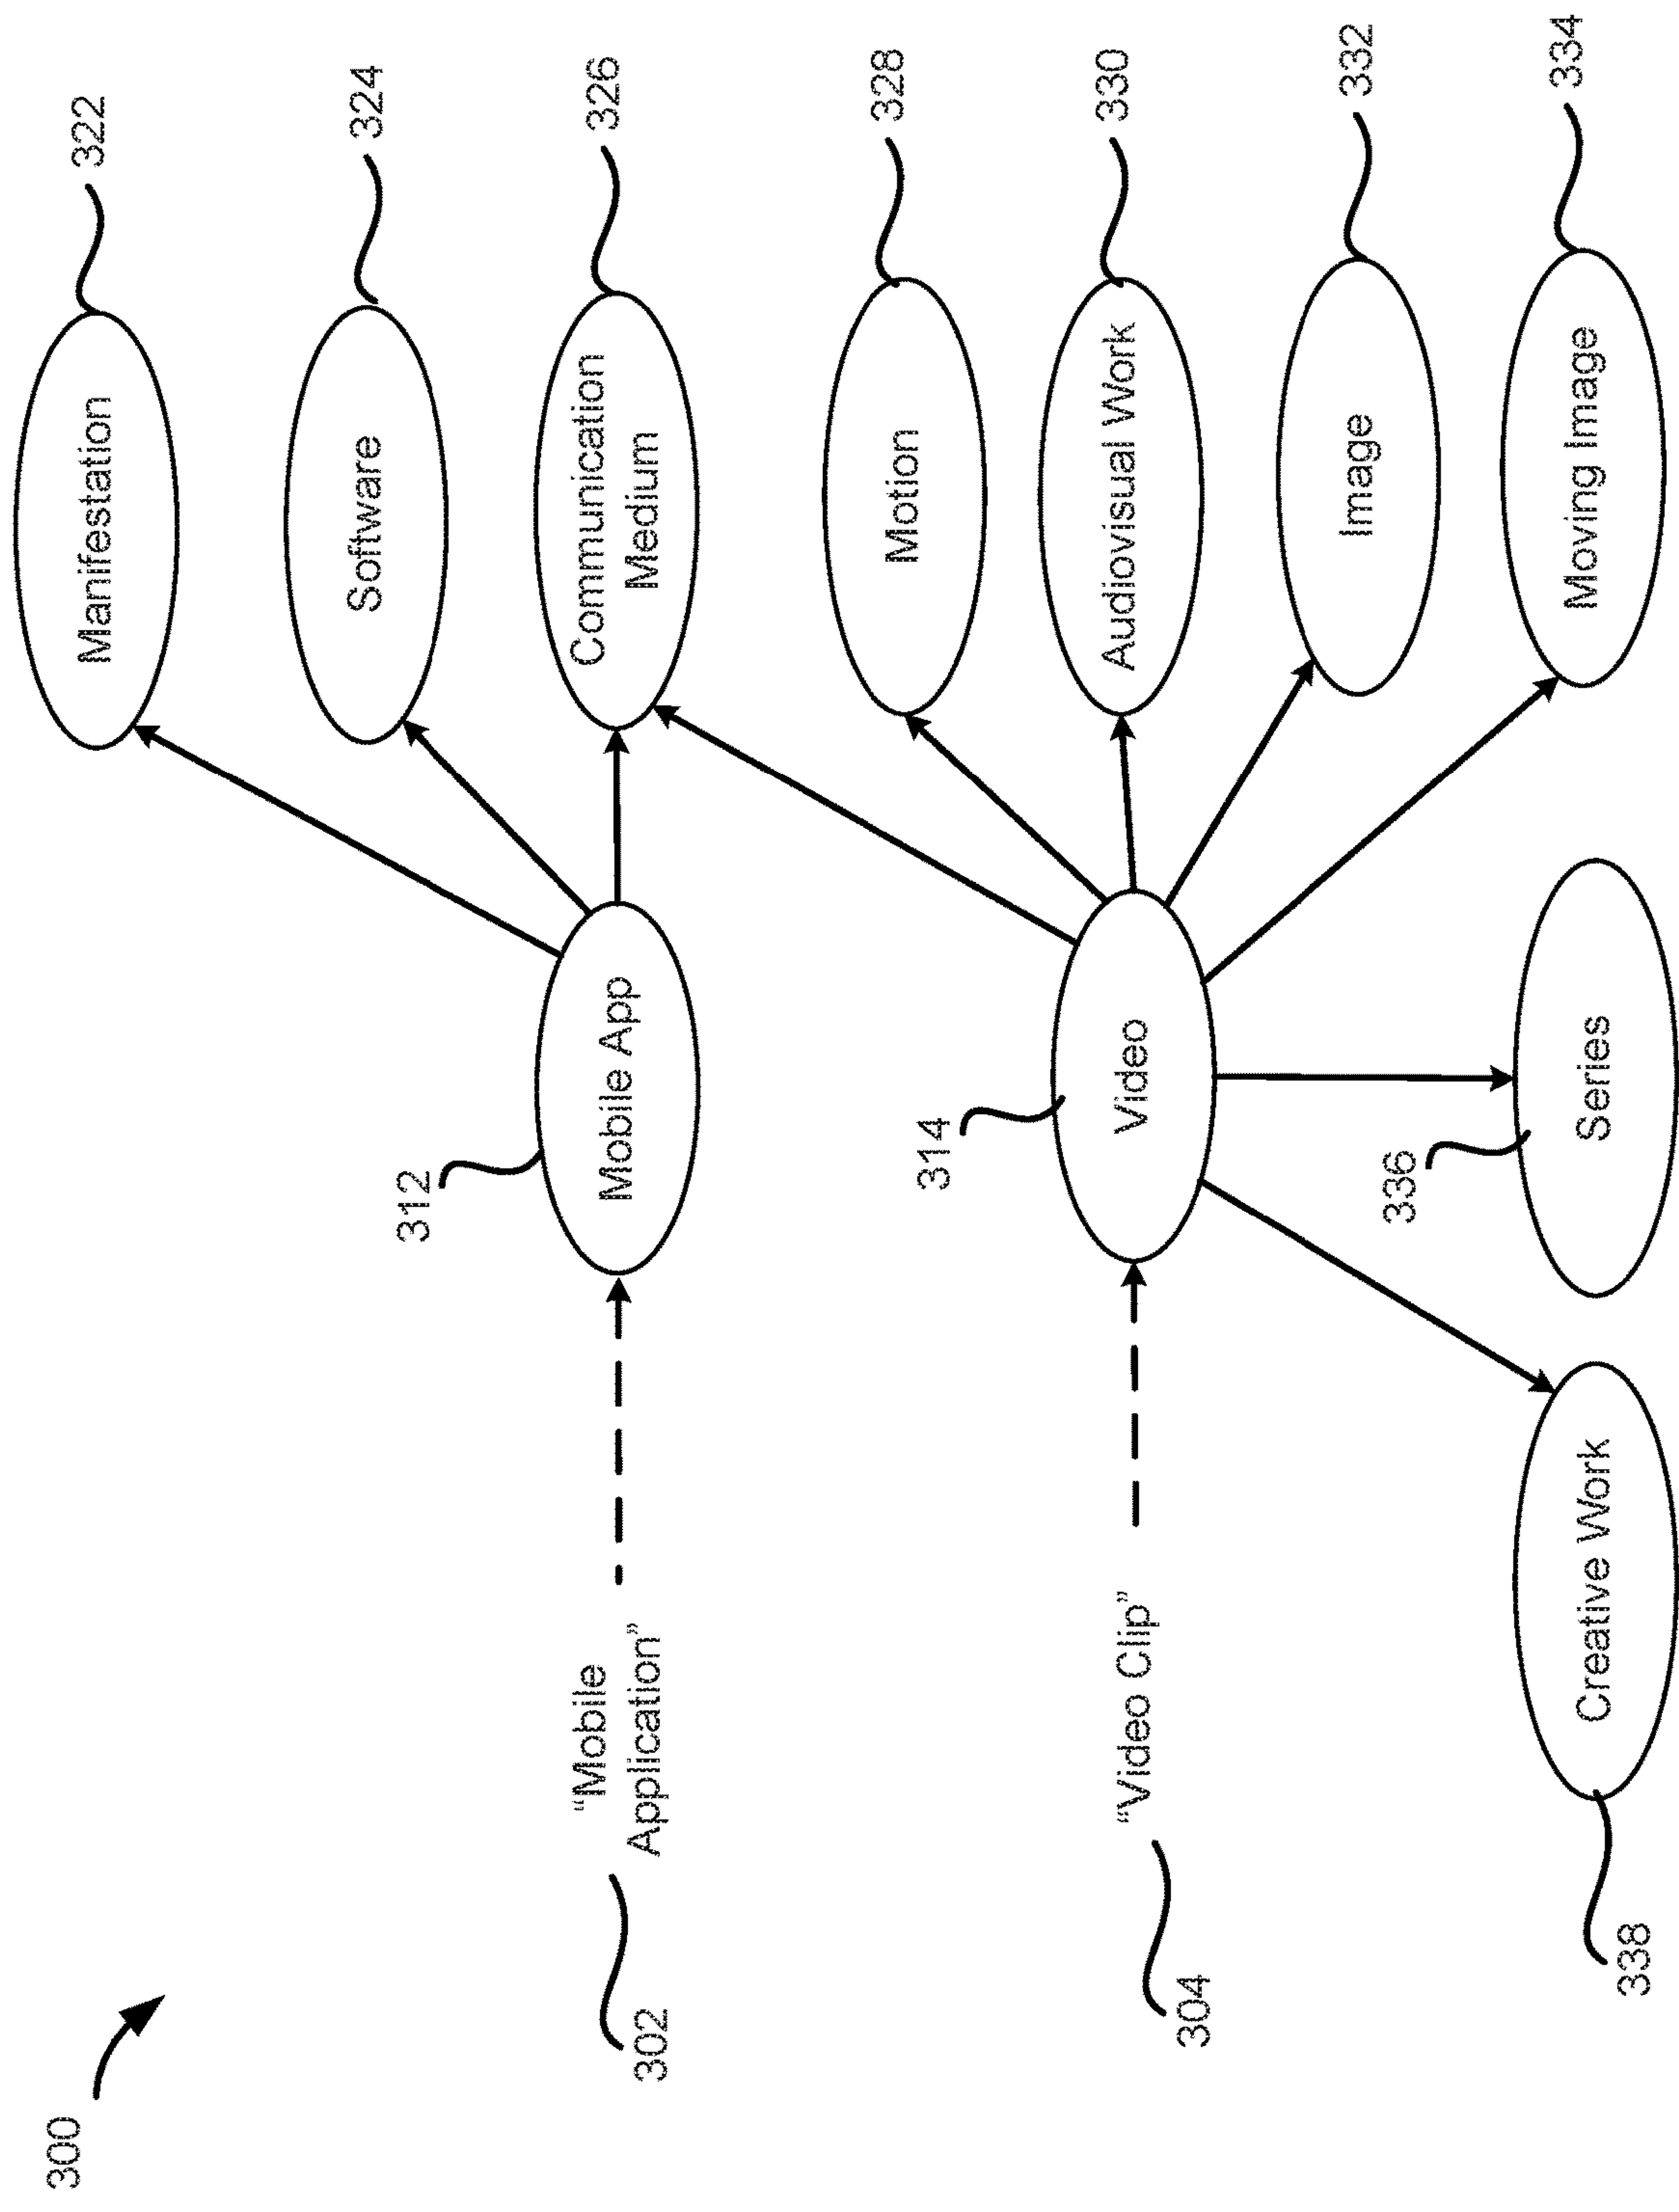 300
322
Manifestation
324
Software
326
Communication
Medium
312
Mobile App
"Mobile
Application"
302
328
Motion
330
Audiovisual Work
314
Video
"Video Clip"
304
332
Image
334
Moving Image
336
Series
Creative Work
338